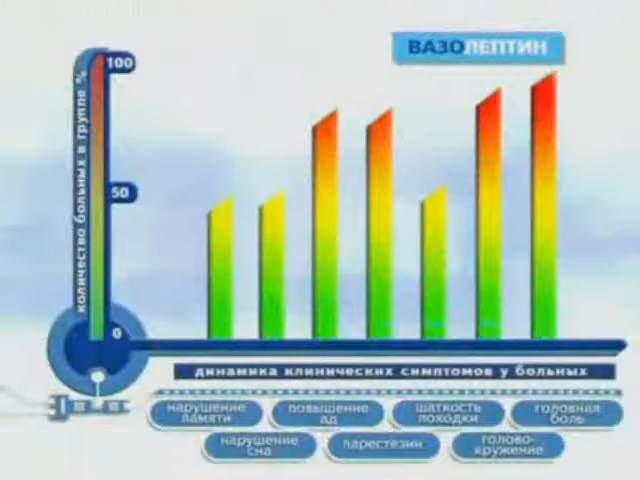 ВАЗОЛЕПТИН
100
50
0
количество больных в группе %
динамика клинических симптомов у больных
нарушение
памяти
повышение
ад
шаткость
походки
головная
боль
нарушение
сна
парестезии
голово-
кружение